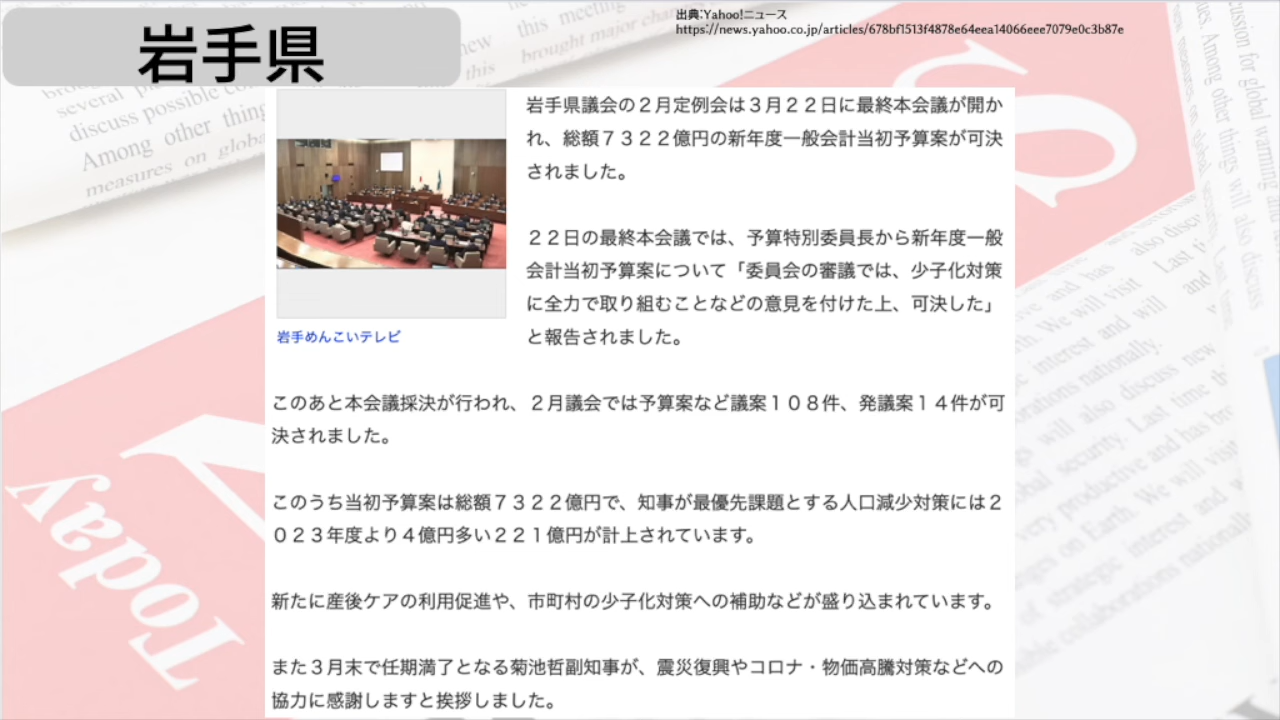 岩手県
出典:Yahoo!ニュース
https://news.yahoo.co.jp/articles/678bf1513f4878e64eea14066eee7079e0c3b87e
岩手県議会の２月定例会は３月２２日に最終本会議が開か
れ、総額７３２２億円の新年度一般会計当初予算案が可決
されました。
２２日の最終本会議では、予算特別委員長から新年度一般
会計当初予算案について「委員会の審議では、少子化対策
に全力で取り組むことなどの意見を付けた上、可決した」
と報告されました。
岩手めんこいテレビ
このあと本会議採決が行われ、２月議会では予算案など議案１０８件、発議案１４件が可
決されました。
このうち当初予算案は総額７３２２億円で、知事が最優先課題とする人口減少対策には２
０２３年度より４億円多い２２１億円が計上されています。
新たに産後ケアの利用促進や、市町村の少子化対策への補助などが盛り込まれています。
また３月末で任期満了となる菊池哲副知事が、震災復興やコロナ・物価高騰対策などへの
協力に感謝しますと挨拶しました。
this meeting
brought major
several
discuss possible
Among other thing
measures on globa
Today